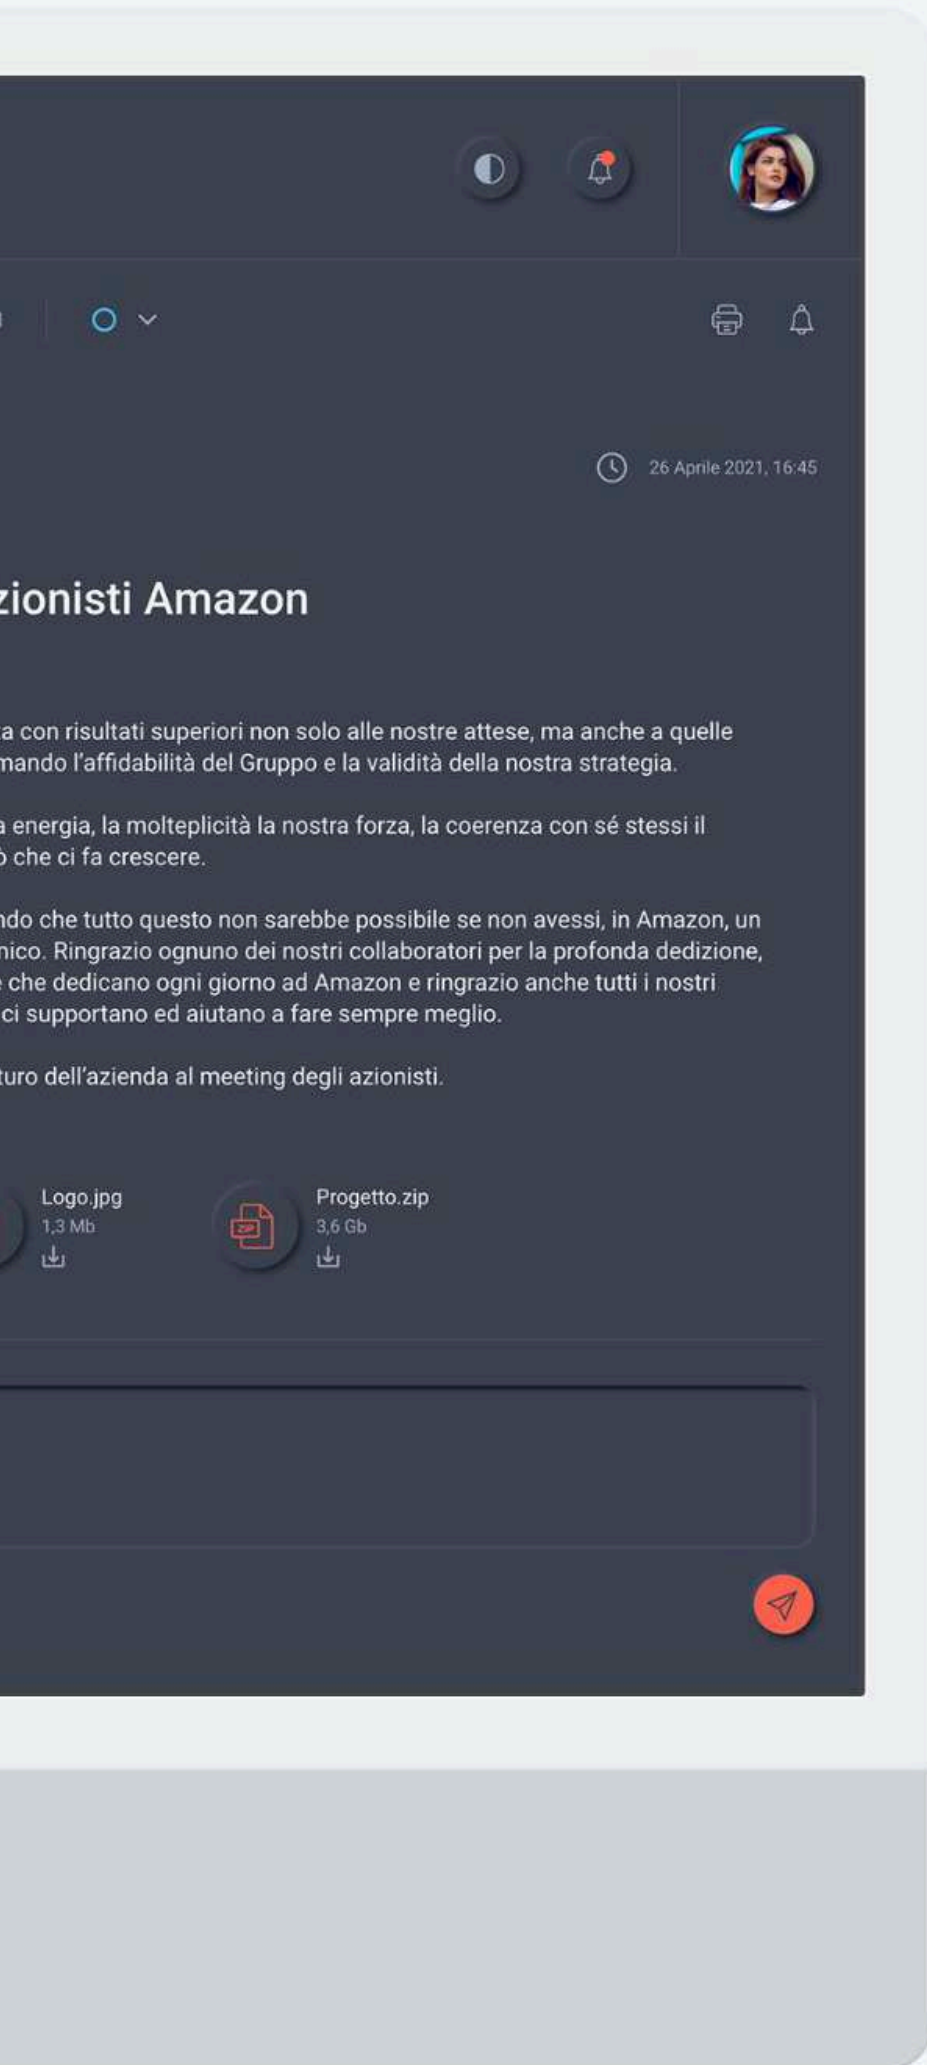 26 Aprile 2021, 16:45
zionisti Amazon
ta con risultati superiori non solo alle nostre attese, ma anche a quelle
mando l'affidabilità del Gruppo e la validità della nostra strategia.
a energia, la molteplicità la nostra forza, la coerenza con sé stessi il
ò che ci fa crescere.
ndo che tutto questo non sarebbe possibile se non avessi, in Amazon, un
nico. Ringrazio ognuno dei nostri collaboratori per la profonda dedizione,
e che dedicano ogni giorno ad Amazon e ringrazio anche tutti i nostri
ci supportano ed aiutano a fare sempre meglio.
turo dell'azienda al meeting degli azionisti.
Logo.jpg
1,3 Mb
ZIP
Progetto.zip
3,6 Gb